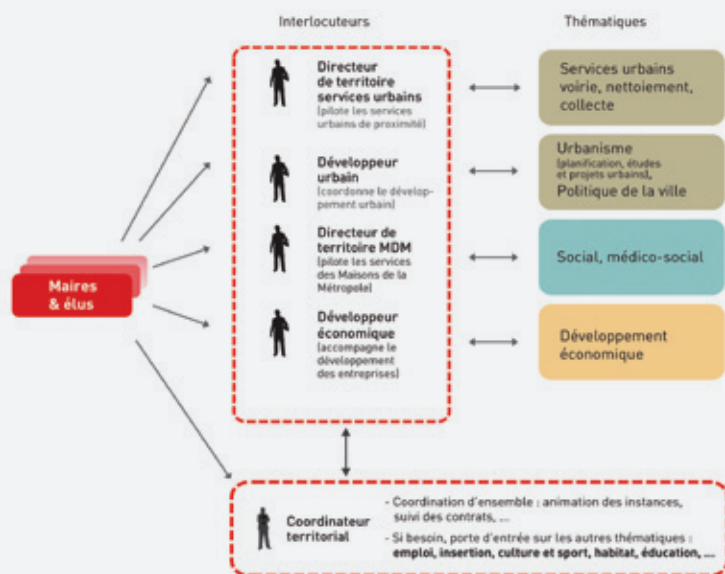 Interlocuteurs
Thématiques
Maires
& élus
Directeur
de territoire
services urbains
(pilote les services
urbains de proximité)
Services urbains
voirie, nettoiement,
collecte
Développeur
urbain
(coordonne le dévelop-
pement urbain)
Urbanisme
(planification, études
et projets urbains),
Politique de la ville
Directeur de
territoire MDM
(pilote les services
des Maisons de la
Métropole)
Social, médico-social
Développeur
économique
(accompagne le
développement
des entreprises)
Développement
économique
Coordinateur
territorial
- Coordination d'ensemble : animation des instances,
suivi des contrats, ...
- Si besoin, porte d'entrée sur les autres thématiques :
emploi, insertion, culture et sport, habitat, éducation, ...